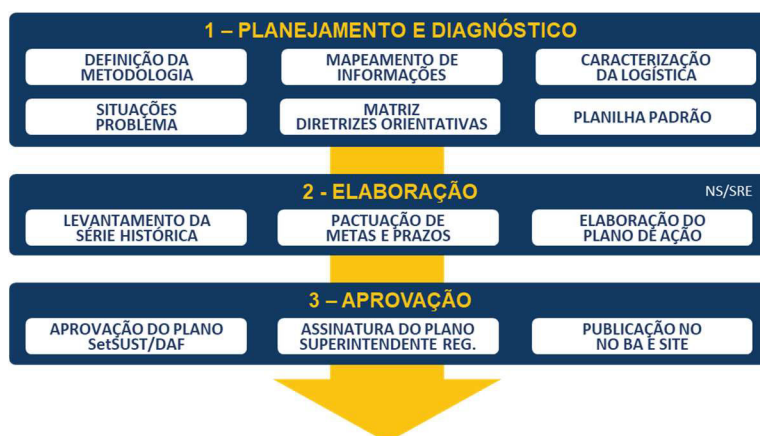 1 – PLANEJAMENTO E DIAGNÓSTICO
DEFINIÇÃO DA
METODOLOGIA
MAPEAMENTO DE
INFORMAÇÕES
CARACTERIZAÇÃO
DA LOGÍSTICA
SITUAÇÕES
PROBLEMA
MATRIZ
DIRETRIZES ORIENTATIVAS
PLANILHA PADRÃO
2 - ELABORAÇÃO
NS/SRE
LEVANTAMENTO DA
SÉRIE HISTÓRICA
PACTUAÇÃO DE
METAS E PRAZOS
ELABORAÇÃO DO
PLANO DE AÇÃO
3 – APROVAÇÃO
APROVAÇÃO DO PLANO
SetSUST/DAF
ASSINATURA DO PLANO
SUPERINTENDENTE REG.
PUBLICAÇÃO NO
NO BA E SITE